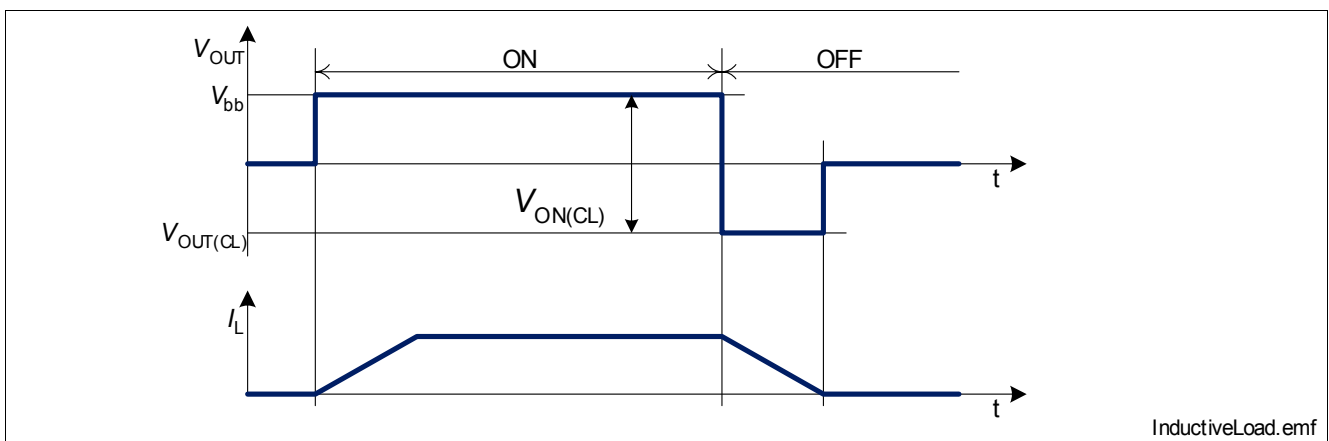 VOUT
ON
OFF
Vbb
t
VON(CL)
VOUT(CL)
IL
t
InductiveLoad.emf